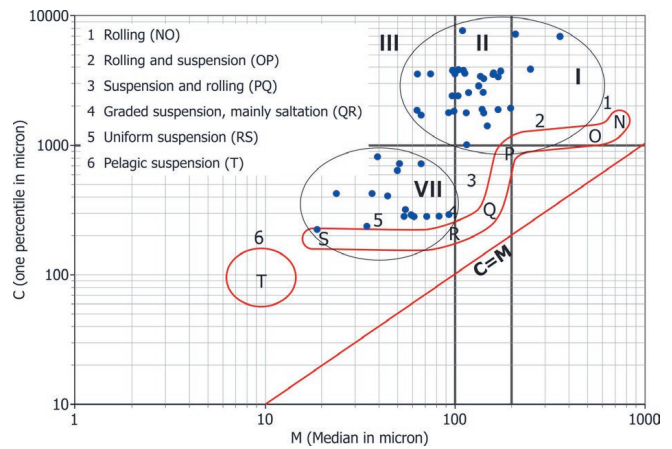 10000
1000
100
10
C (one percentile in micron)
1 Rolling (NO)
2 Rolling and suspension (OP)
3 Suspension and rolling (PQ)
4 Graded suspension, mainly saltation (QR)
5 Uniform suspension (RS)
6 Pelagic suspension (T)
III
II
I
1
N
2
O
P
3
VII
4
Q
5
S
R
6
T
C=M
1
10
100
1000
M (Median in micron)